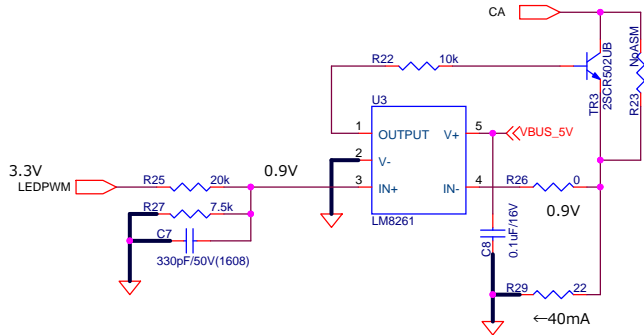 CA
R22
10k
NoASM
2SCR502UB
TR3
R23
U3
1
OUTPUT
V+
5
VBUS_5V
2
V-
3.3V
0.9V
LEDPWM
R25
20k
3
IN+
IN-
4
R26
0
R27
7.5k
LM8261
0.9V
C7
330pF/50V(1608)
C8
0.1uF/16V
R29
22
←40mA